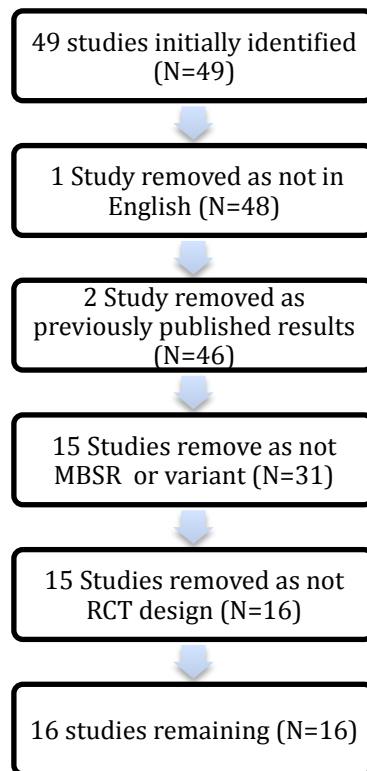 49 studies initially identified
(N=49)
1 Study removed as not in
English (N=48)
2 Study removed as
previously published results
(N=46)
15 Studies remove as not
MBSR or variant (N=31)
15 Studies removed as not
RCT design (N=16)
16 studies remaining (N=16)